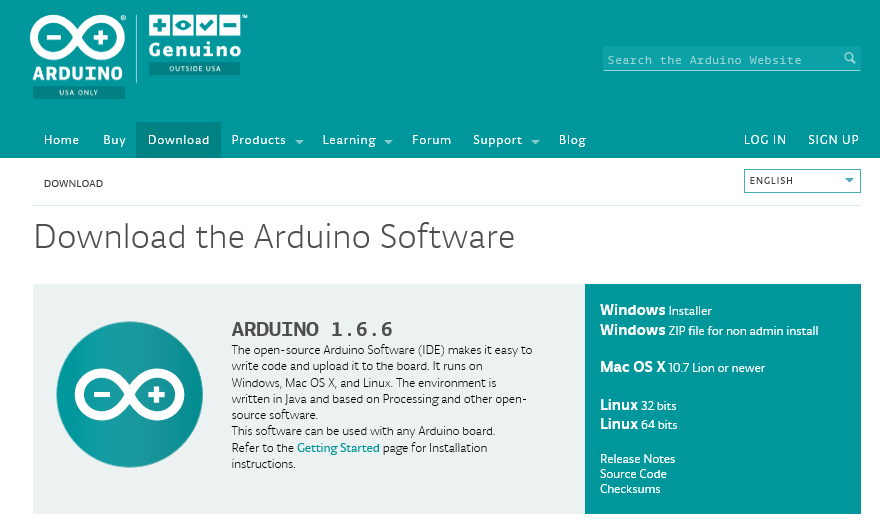 ARDUINO
USA ONLY
Genuino
OUTSIDE USA
Search the Arduino Website
Home Buy Download Products Learning Forum Support Blog LOG IN SIGN UP
DOWNLOAD
ENGLISH
Download the Arduino Software
ARDUINO 1.6.6
The open-source Arduino Software (IDE) makes it easy to
write code and upload it to the board. It runs on
Windows, Mac OS X, and Linux. The environment is
written in Java and based on Processing and other open-
source software.
This software can be used with any Arduino board.
Refer to the Getting Started page for Installation
instructions.
Windows Installer
Windows ZIP file for non admin install
Mac OS X 10.7 Lion or newer
Linux 32 bits
Linux 64 bits
Release Notes
Source Code
Checksums